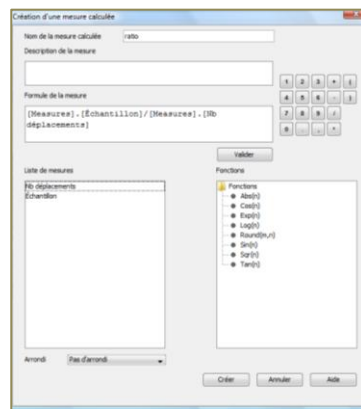 Création d'une mesure calculée
Nom de la mesure calculée ratio
Description de la mesure
Formule de la mesure
[Measures].[Échantillon]/[Measures].[Nb
déplacements]
1 2 3 + (
4 5 6 - )
7 8 9 /
0 . , *
Valider
Liste de mesures
Nb déplacements
Échantillon
Fonctions
Fonctions
Abs(n)
Cos(n)
Exp(n)
Log(n)
Round(m,n)
Sin(n)
Sqr(n)
Tan(n)
Arrondi Pas d'arrondi
Créer Annuler Aide